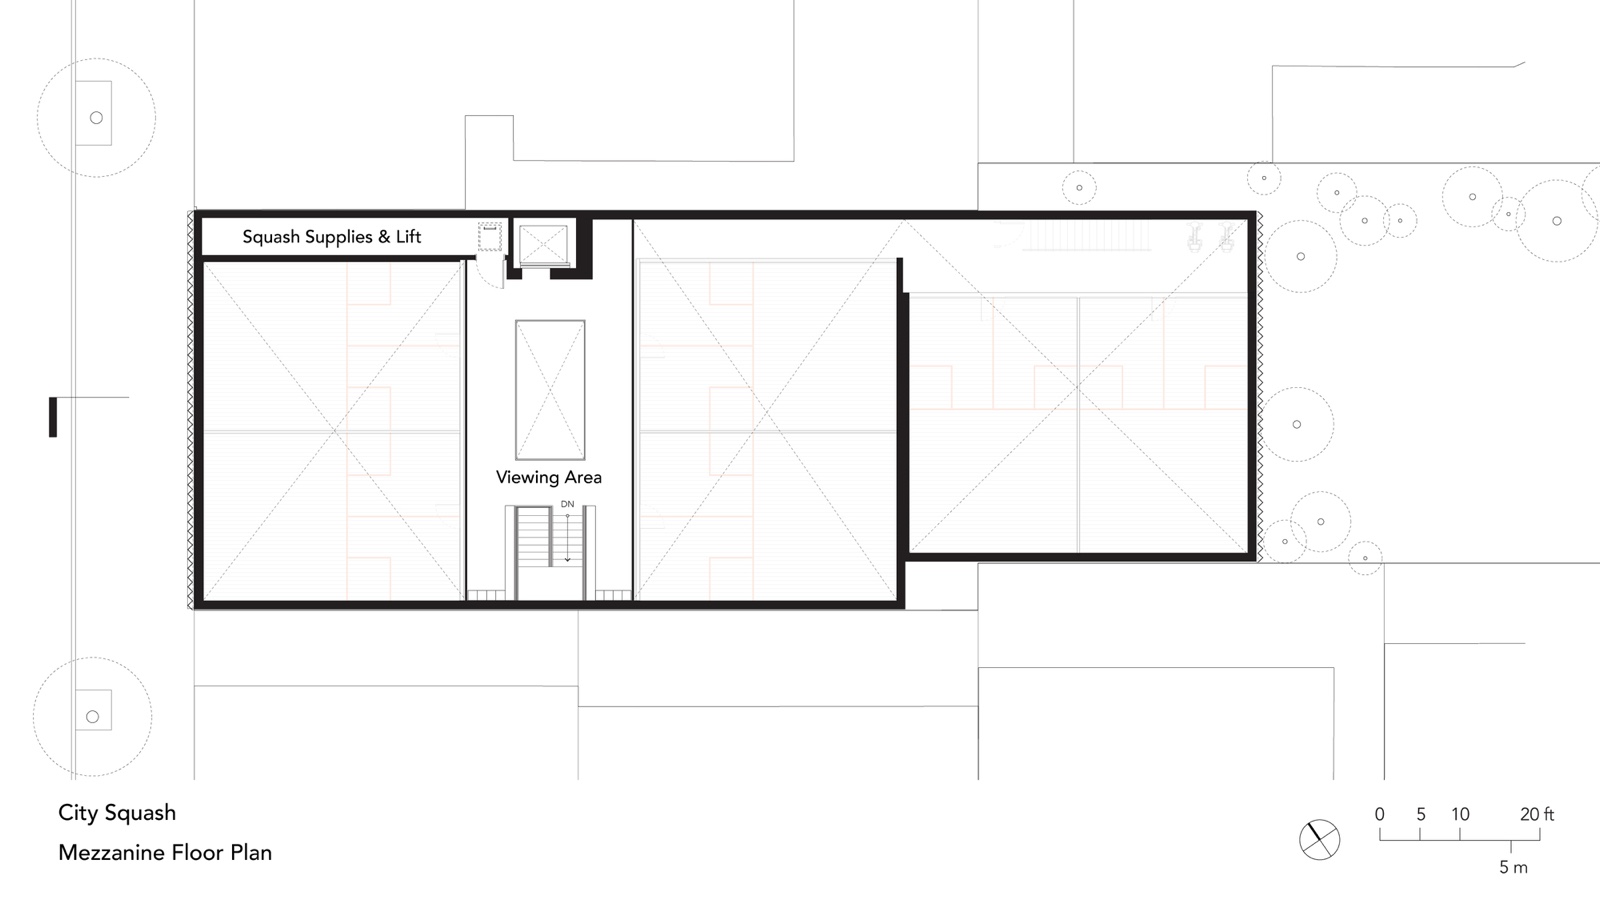 Squash Supplies & Lift
Viewing Area
DN
City Squash
Mezzanine Floor Plan
0 5 10 20 ft
5 m